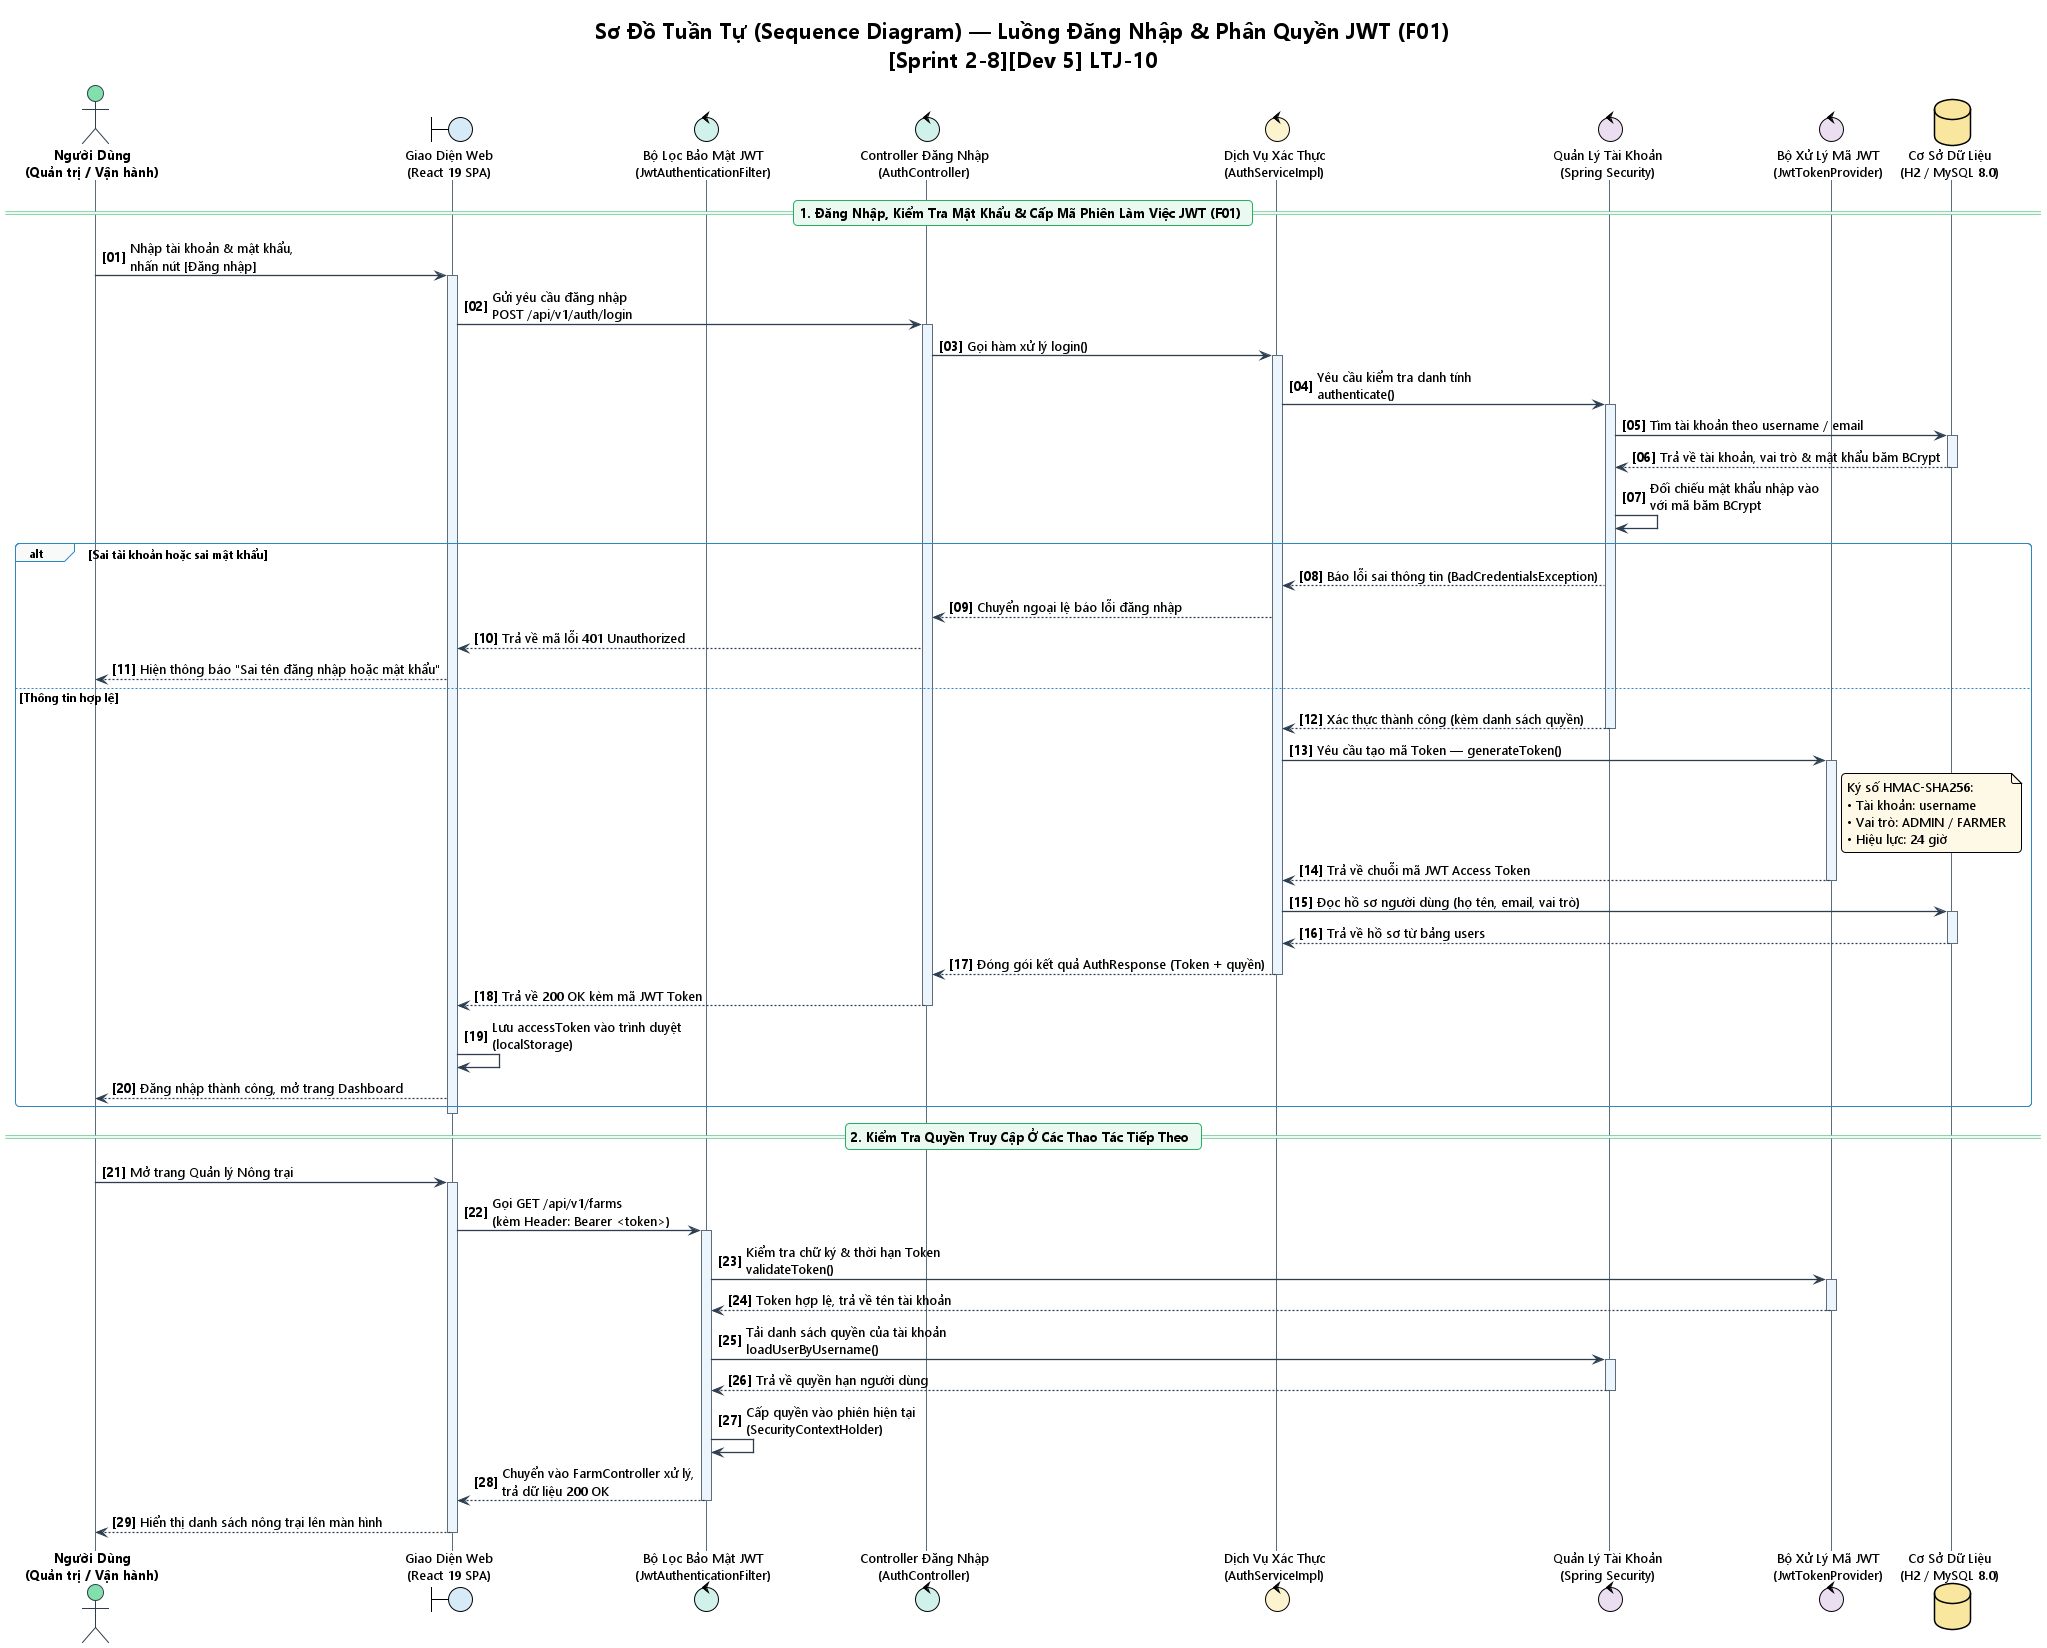 Sơ Đồ Tuần Tự (Sequence Diagram) — Luồng Đăng Nhập & Phân Quyền JWT (F01)
[Sprint 2-8][Dev 5] LTJ-10
Người Dùng
(Quản trị / Vận hành)
Giao Diện Web
(React 19 SPA)
Bộ Lọc Bảo Mật JWT
(JwtAuthenticationFilter)
Controller Đăng Nhập
(AuthController)
Dịch Vụ Xác Thực
(AuthServiceImpl)
Quản Lý Tài Khoản
(Spring Security)
Bộ Xử Lý Mã JWT
(JwtTokenProvider)
Cơ Sở Dữ Liệu
(H2 / MySQL 8.0)
1. Đăng Nhập, Kiểm Tra Mật Khẩu & Cấp Mã Phiên Làm Việc JWT (F01)
[01] Nhập tài khoản & mật khẩu,
nhấn nút [Đăng nhập]
[02] Gửi yêu cầu đăng nhập
POST /api/v1/auth/login
[03] Gọi hàm xử lý login()
[04] Yêu cầu kiểm tra danh tính
authenticate()
[05] Tìm tài khoản theo username / email
[06] Trả về tài khoản, vai trò & mật khẩu băm BCrypt
[07] Đối chiếu mật khẩu nhập vào
với mã băm BCrypt
alt [Sai tài khoản hoặc sai mật khẩu]
[08] Báo lỗi sai thông tin (BadCredentialsException)
[09] Chuyển ngoại lệ báo lỗi đăng nhập
[10] Trả về mã lỗi 401 Unauthorized
[11] Hiện thông báo "Sai tên đăng nhập hoặc mật khẩu"
[Thông tin hợp lệ]
[12] Xác thực thành công (kèm danh sách quyền)
[13] Yêu cầu tạo mã Token — generateToken()
Ký số HMAC-SHA256:
• Tài khoản: username
• Vai trò: ADMIN / FARMER
• Hiệu lực: 24 giờ
[14] Trả về chuỗi mã JWT Access Token
[15] Đọc hồ sơ người dùng (họ tên, email, vai trò)
[16] Trả về hồ sơ từ bảng users
[17] Đóng gói kết quả AuthResponse (Token + quyền)
[18] Trả về 200 OK kèm mã JWT Token
[19] Lưu accessToken vào trình duyệt
(localStorage)
[20] Đăng nhập thành công, mở trang Dashboard
2. Kiểm Tra Quyền Truy Cập Ở Các Thao Tác Tiếp Theo
[21] Mở trang Quản lý Nông trại
[22] Gọi GET /api/v1/farms
(kèm Header: Bearer <token>)
[23] Kiểm tra chữ ký & thời hạn Token
validateToken()
[24] Token hợp lệ, trả về tên tài khoản
[25] Tải danh sách quyền của tài khoản
loadUserByUsername()
[26] Trả về quyền hạn người dùng
[27] Cấp quyền vào phiên hiện tại
(SecurityContextHolder)
[28] Chuyển vào FarmController xử lý,
trả dữ liệu 200 OK
[29] Hiển thị danh sách nông trại lên màn hình
Người Dùng
(Quản trị / Vận hành)
Giao Diện Web
(React 19 SPA)
Bộ Lọc Bảo Mật JWT
(JwtAuthenticationFilter)
Controller Đăng Nhập
(AuthController)
Dịch Vụ Xác Thực
(AuthServiceImpl)
Quản Lý Tài Khoản
(Spring Security)
Bộ Xử Lý Mã JWT
(JwtTokenProvider)
Cơ Sở Dữ Liệu
(H2 / MySQL 8.0)